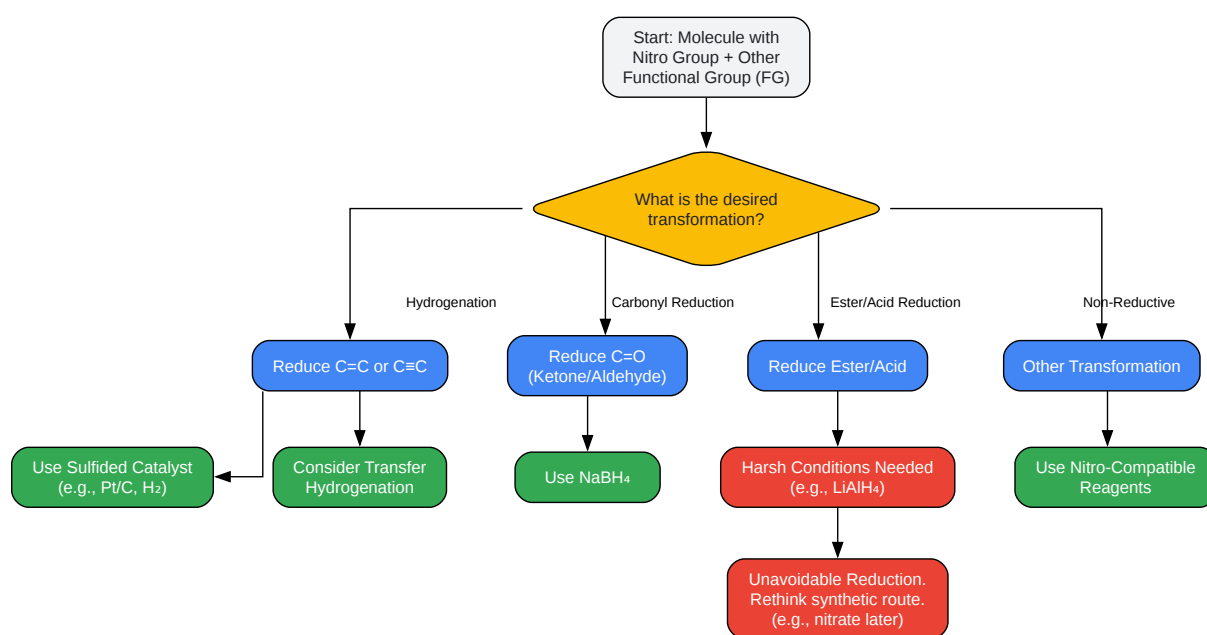 Start: Molecule with
Nitro Group + Other
Functional Group (FG)
What is the desired
transformation?
Hydrogenation
Carbonyl Reduction
Ester/Acid Reduction
Non-Reductive
Reduce C=C or C≡C
Reduce C=O
(Ketone/Aldehyde)
Reduce Ester/Acid
Other Transformation
Use Sulfided Catalyst
(e.g., Pt/C, H₂)
Consider Transfer
Hydrogenation
Use NaBH₄
Harsh Conditions Needed
(e.g., LiAlH₄)
Use Nitro-Compatible
Reagents
Unavoidable Reduction.
Rethink synthetic route.
(e.g., nitrate later)